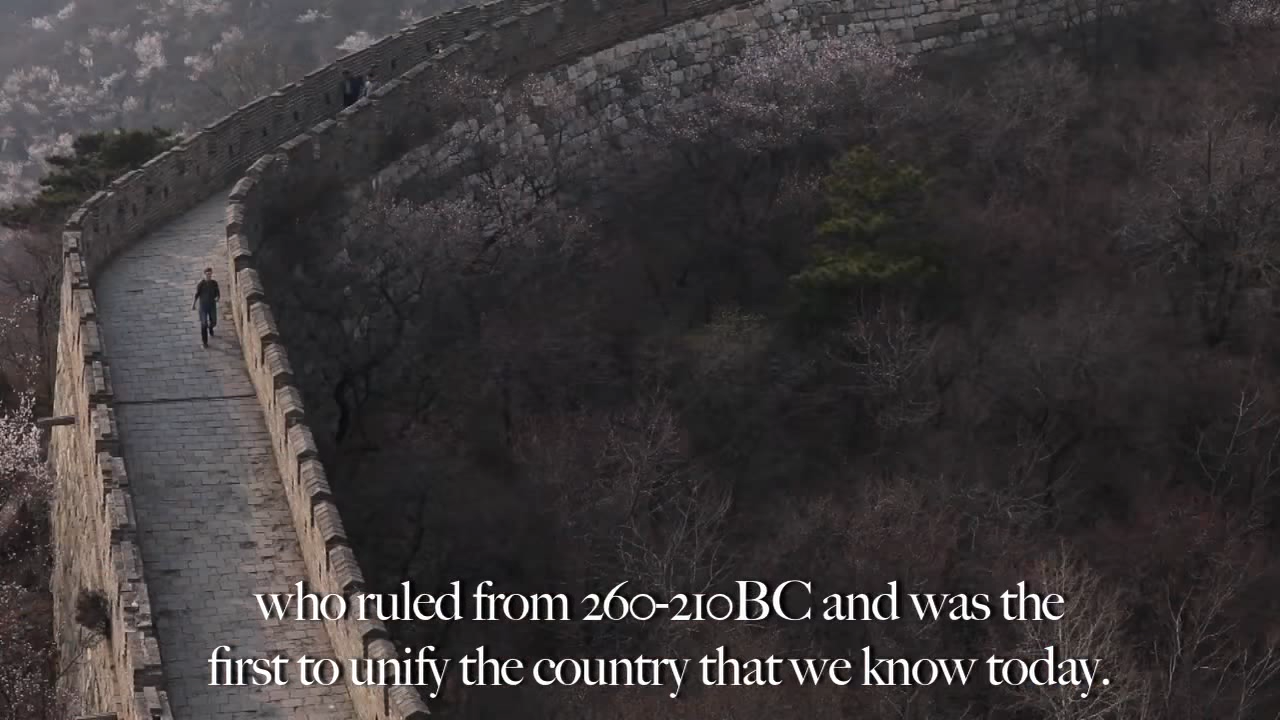 who ruled from 260-210BC and was the
first to unify the country that we know today.